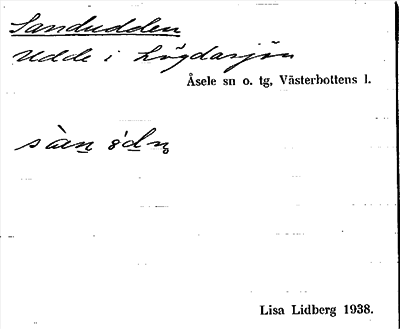 Sandudden
Udde i Lögdasjön
Åsele sn o. tg, Västerbottens l.
Lisa Lidberg 1938.